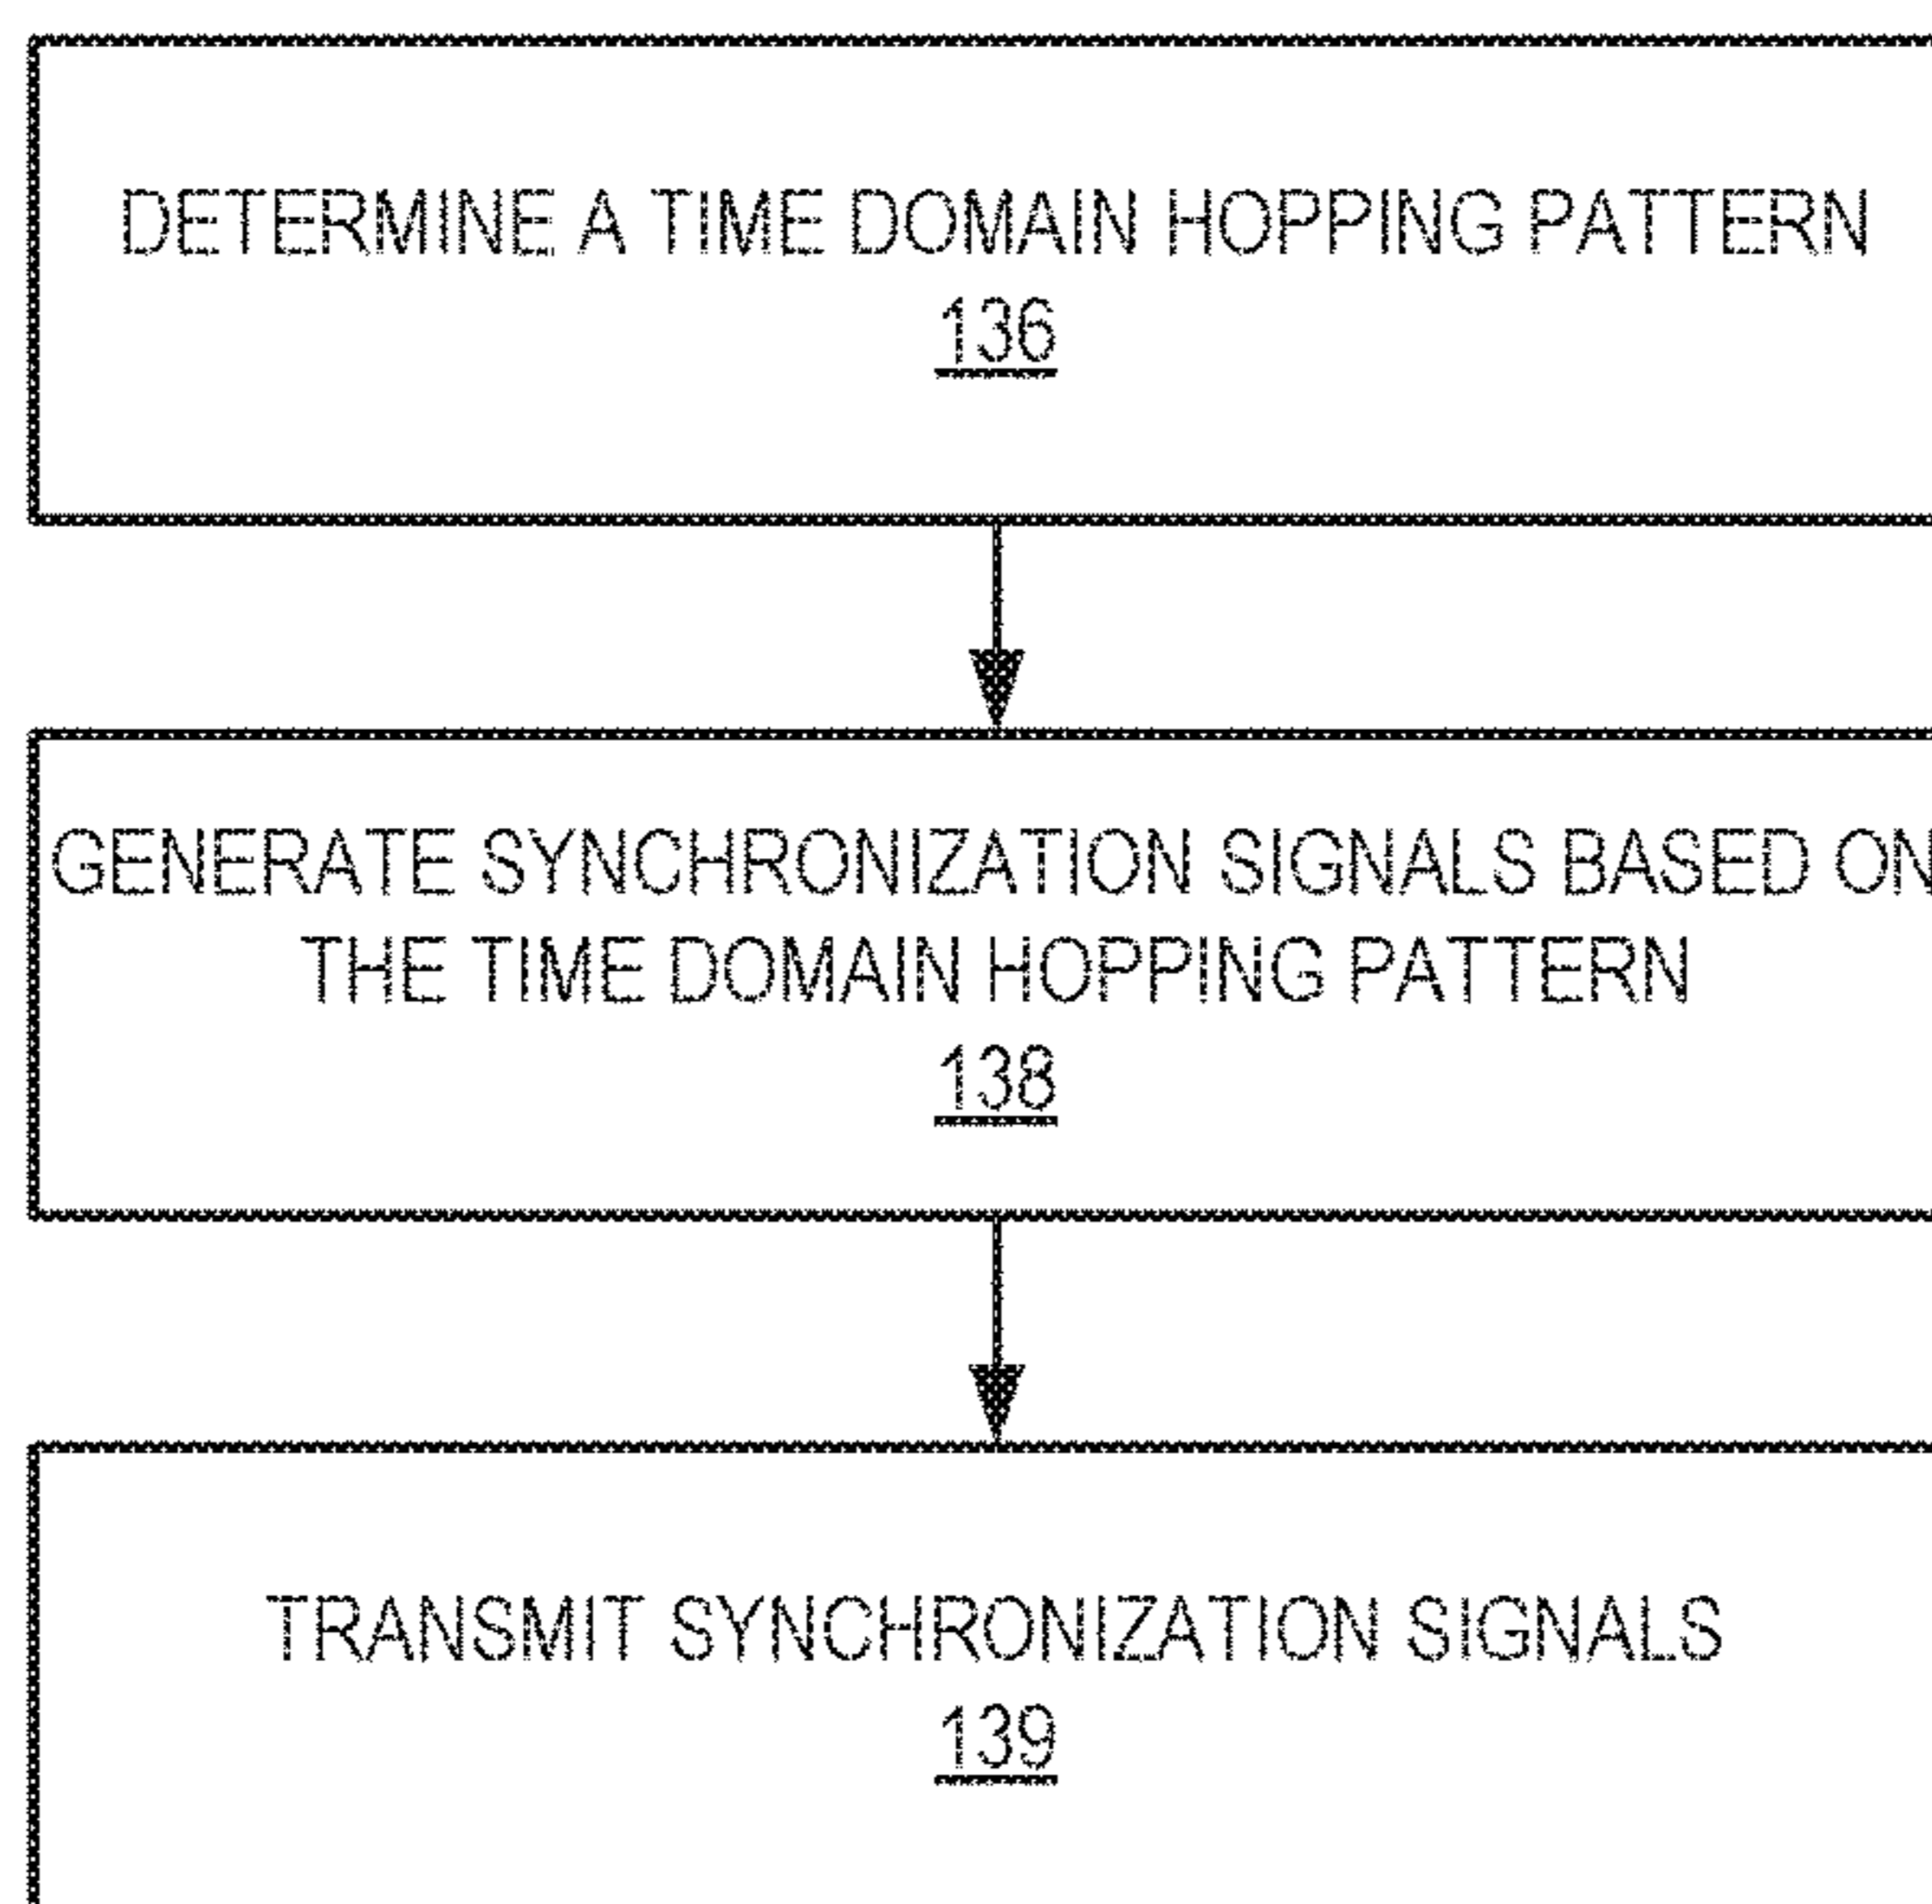 DETERMINE A TIME DOMAIN HOPPING PATTERN
136
GENERATE SYNCHRONIZATION SIGNALS BASED ON
THE TIME DOMAIN HOPPING PATTERN
138
TRANSMIT SYNCHRONIZATION SIGNALS
139